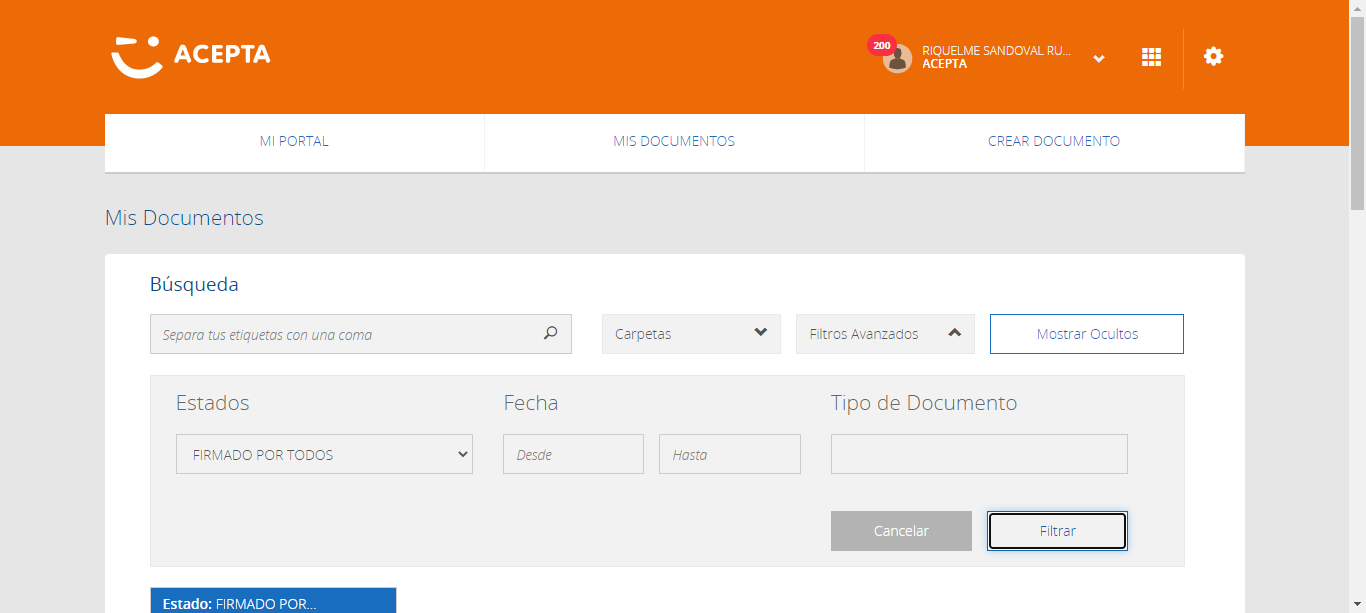 ACEPTA
200
RIQUELME SANDOVAL RU...
ACEPTA
MI PORTAL
MIS DOCUMENTOS
CREAR DOCUMENTO
Mis Documentos
Búsqueda
Separa tus etiquetas con una coma
Carpetas
Filtros Avanzados
Mostrar Ocultos
Estados
Fecha
Tipo de Documento
FIRMADO POR TODOS
Desde
Hasta
Cancelar
Filtrar
Estado: FIRMADO POR...